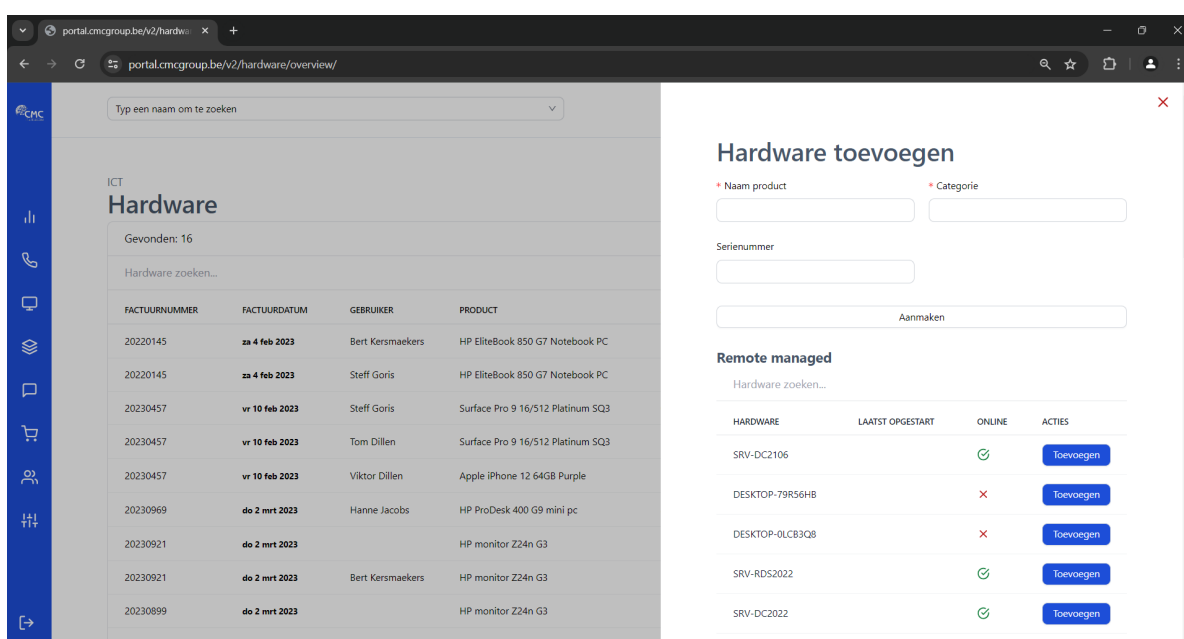 portal.cmcgroup.be/v2/hardwa
portal.cmcgroup.be/v2/hardware/overview/
CMC
Typ een naam om te zoeken
ICT
Hardware
Gevonden: 16
Hardware zoeken...
FACTUURNUMMER FACTUURDATUM GEBRUIKER PRODUCT
20220145 za 4 feb 2023 Bert Kersmaekers HP EliteBook 850 G7 Notebook PC
20220145 za 4 feb 2023 Steff Goris HP EliteBook 850 G7 Notebook PC
20230457 vr 10 feb 2023 Steff Goris Surface Pro 9 16/512 Platinum SQ3
20230457 vr 10 feb 2023 Tom Dillen Surface Pro 9 16/512 Platinum SQ3
20230457 vr 10 feb 2023 Viktor Dillen Apple iPhone 12 64GB Purple
20230969 do 2 mrt 2023 Hanne Jacobs HP ProDesk 400 G9 mini pc
20230921 do 2 mrt 2023 HP monitor Z24n G3
20230921 do 2 mrt 2023 Bert Kersmaekers HP monitor Z24n G3
20230899 do 2 mrt 2023 HP monitor Z24n G3
Hardware toevoegen
* Naam product * Categorie
Serienummer
Aanmaken
Remote managed
Hardware zoeken...
HARDWARE LAATST OPGESTART ONLINE ACTIES
SRV-DC2106 Toevoegen
DESKTOP-79R56HB Toevoegen
DESKTOP-0LCB3Q8 Toevoegen
SRV-RDS2022 Toevoegen
SRV-DC2022 Toevoegen